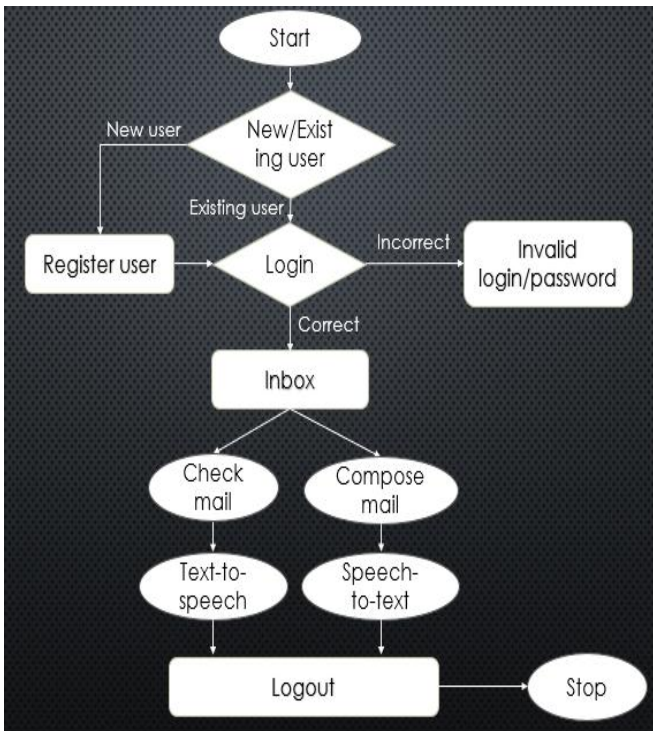 Start
New user
New/Exist
ing user
Existing user
Register user
Login
Incorrect
Invalid
login/password
Correct
Inbox
Check
mail
Compose
mail
Text-to-
speech
Speech-
to-text
Logout
Stop